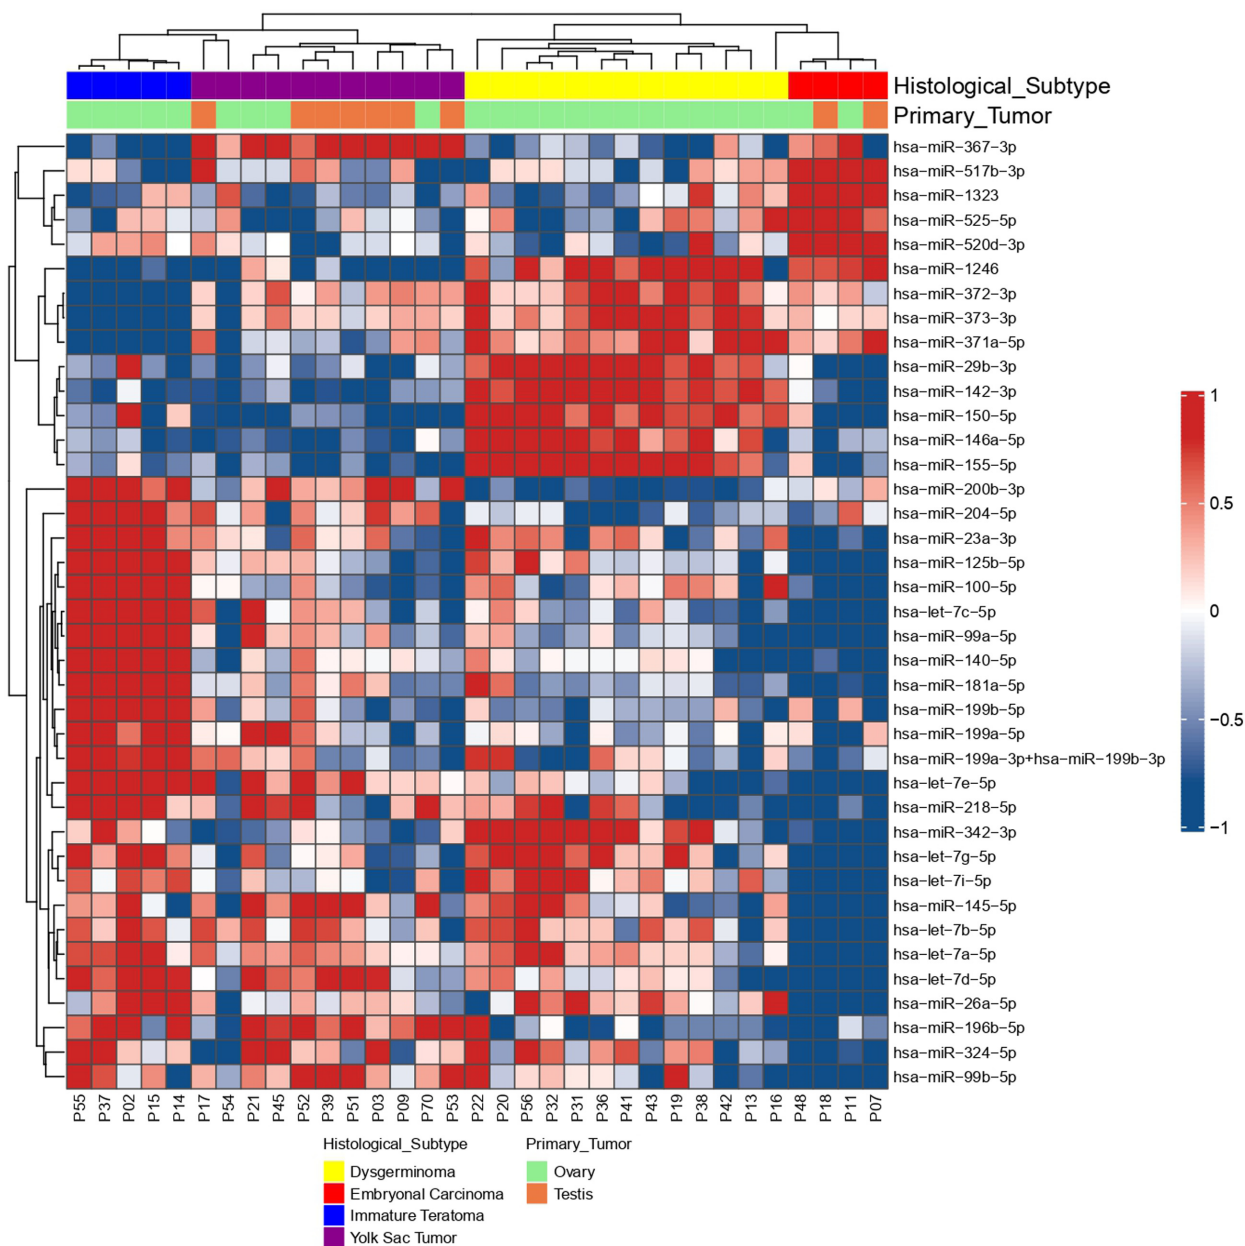 Histological_Subtype
Primary_Tumor
hsa−miR−367−3p
hsa−miR−517b−3p
hsa−miR−1323
hsa−miR−525−5p
hsa−miR−520d−3p
hsa−miR−1246
hsa−miR−372−3p
hsa−miR−373−3p
hsa−miR−371a−5p
hsa−miR−29b−3p
hsa−miR−142−3p
hsa−miR−150−5p
hsa−miR−146a−5p
hsa−miR−155−5p
hsa−miR−200b−3p
hsa−miR−204−5p
hsa−miR−23a−3p
hsa−miR−125b−5p
hsa−miR−100−5p
hsa−let−7c−5p
hsa−miR−99a−5p
hsa−miR−140−5p
hsa−miR−181a−5p
hsa−miR−199b−5p
hsa−miR−199a−5p
hsa−miR−199a−3p+hsa−miR−199b−3p
hsa−let−7e−5p
hsa−miR−218−5p
hsa−miR−342−3p
hsa−let−7g−5p
hsa−let−7i−5p
hsa−miR−145−5p
hsa−let−7b−5p
hsa−let−7a−5p
hsa−let−7d−5p
hsa−miR−26a−5p
hsa−miR−196b−5p
hsa−miR−324−5p
hsa−miR−99b−5p
1
0.5
0
−0.5
−1
P55 P37 P02 P15 P14 P17 P54 P21 P45 P52 P39 P51 P03 P09 P70 P53 P22 P20 P56 P32 P31 P36 P41 P43 P19 P38 P42 P13 P16 P48 P18 P11 P07
Histological_Subtype
Dysgerminoma
Embryonal Carcinoma
Immature Teratoma
Yolk Sac Tumor
Primary_Tumor
Ovary
Testis